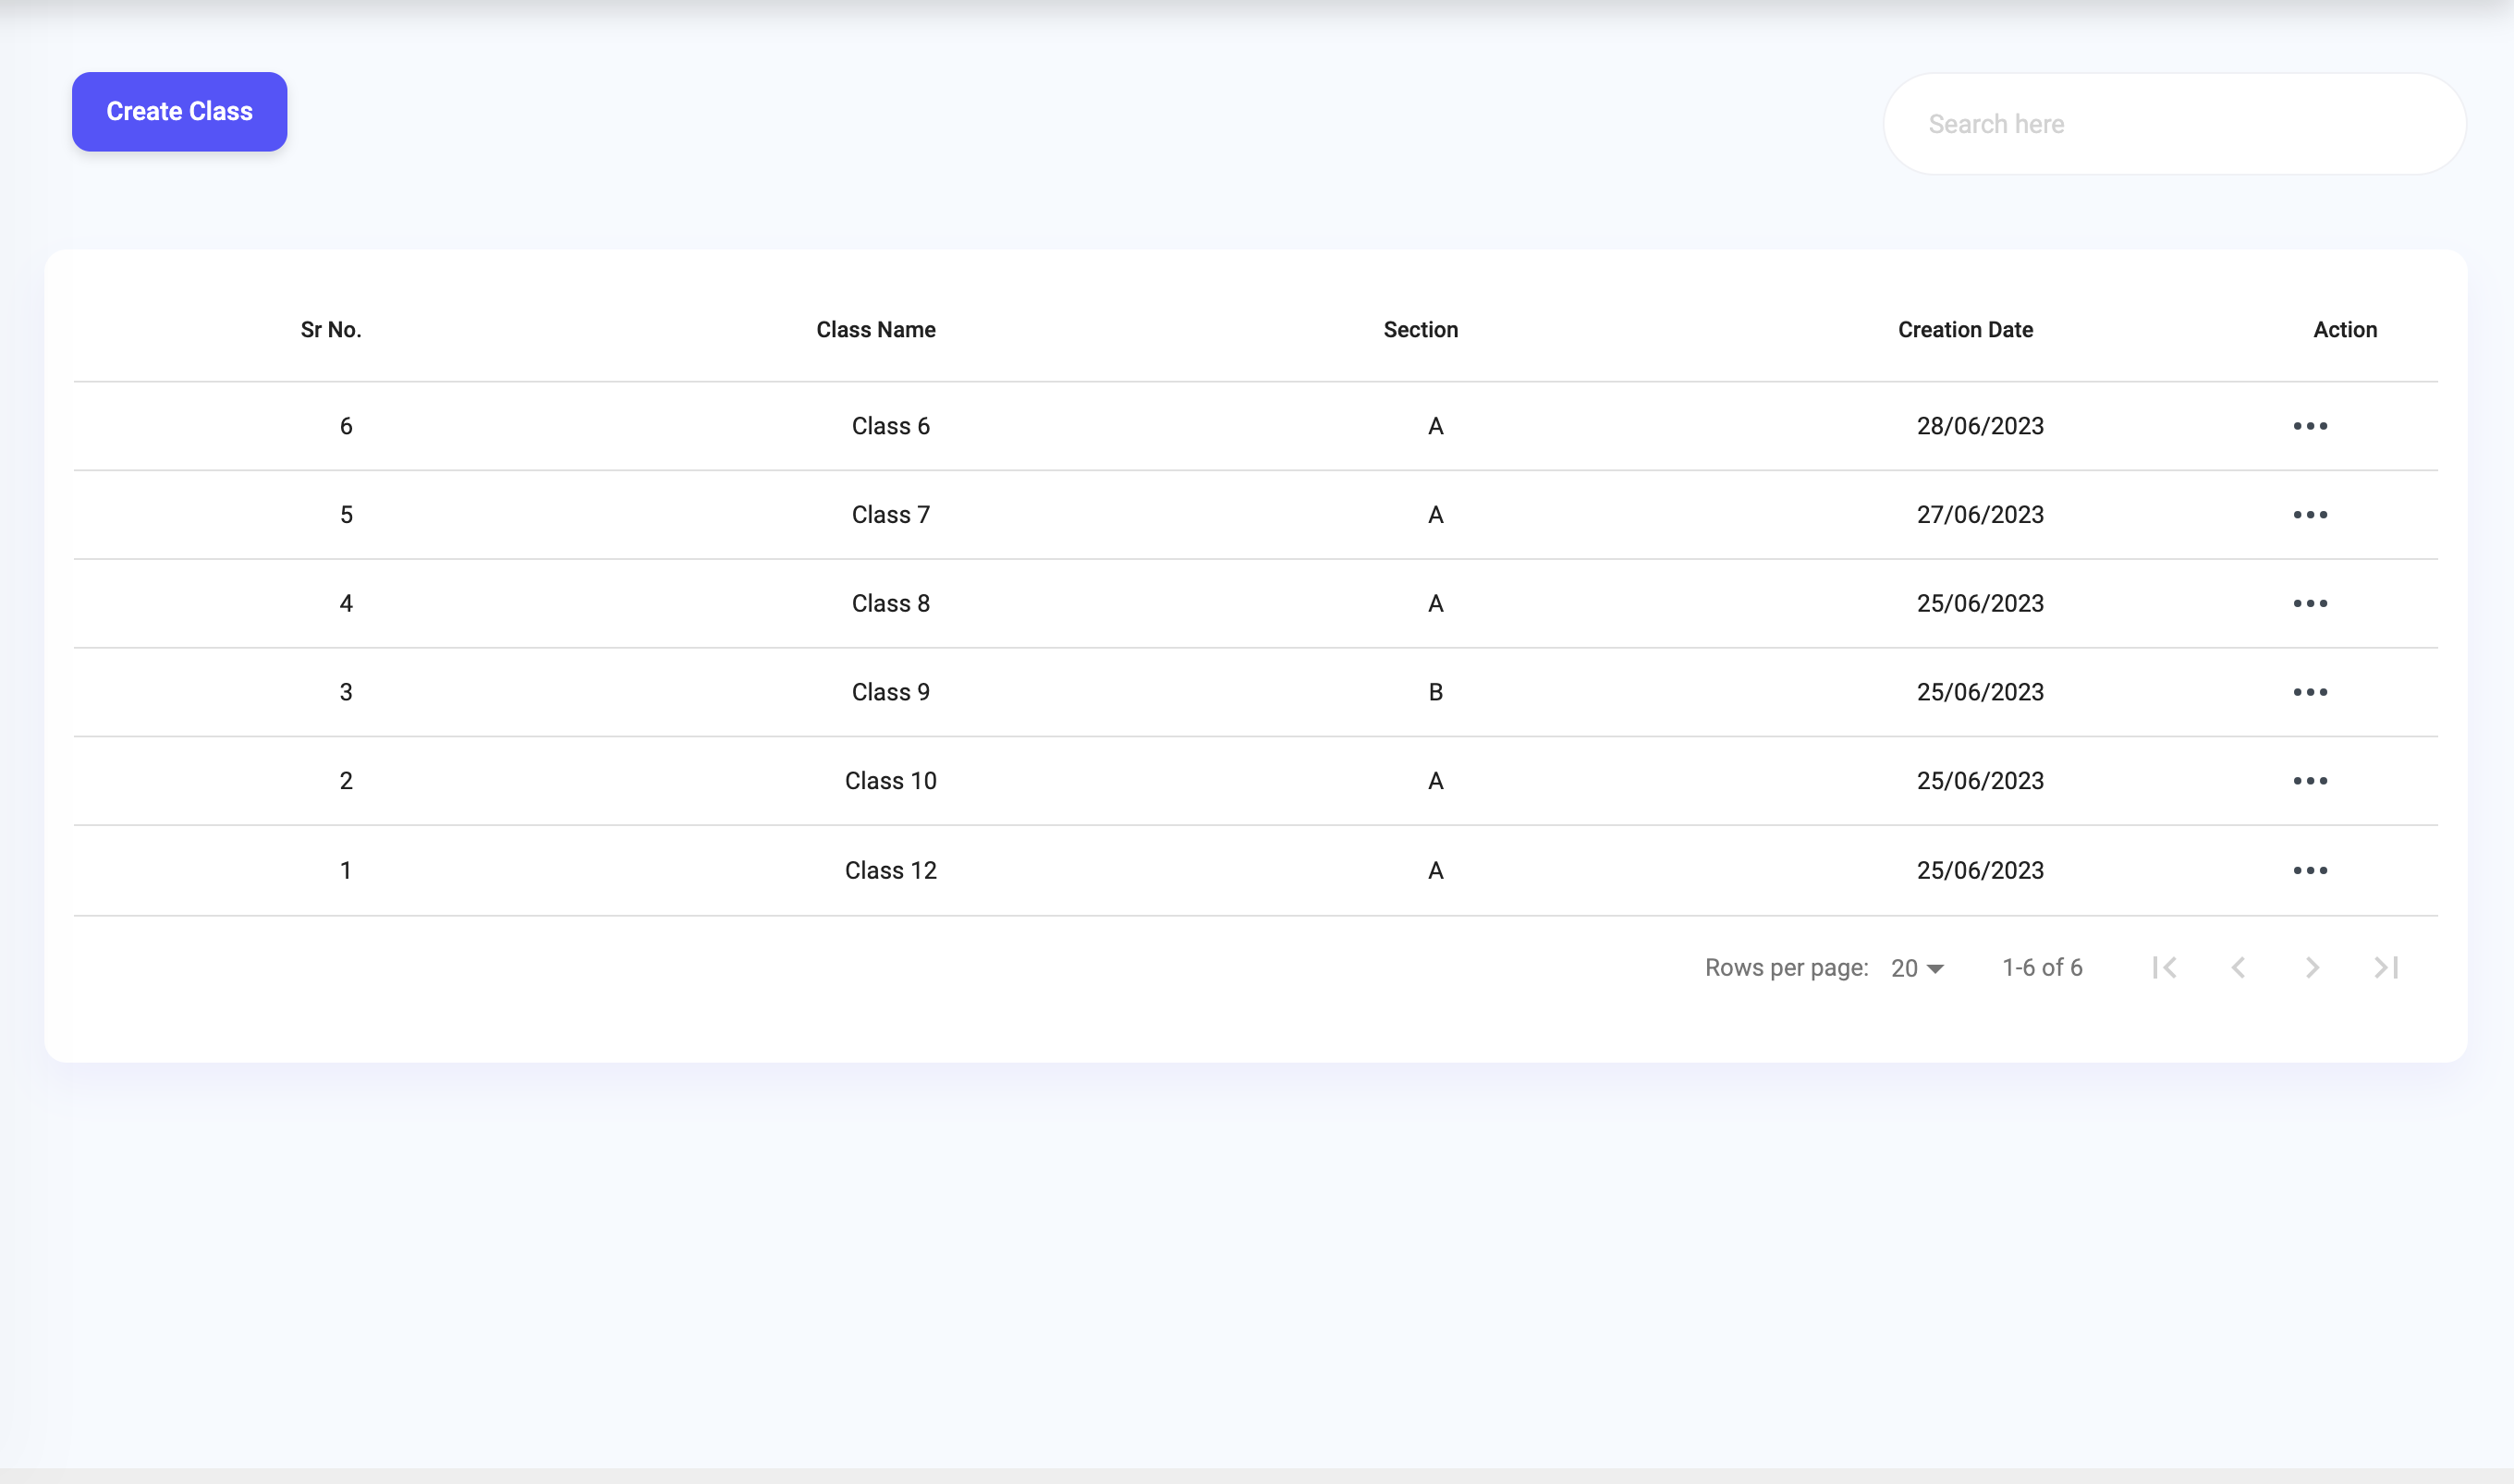 Create Class
Search here
Sr No. Class Name Section Creation Date Action
6 Class 6 A 28/06/2023
5 Class 7 A 27/06/2023
4 Class 8 A 25/06/2023
3 Class 9 B 25/06/2023
2 Class 10 A 25/06/2023
1 Class 12 A 25/06/2023
Rows per page: 20 1-6 of 6